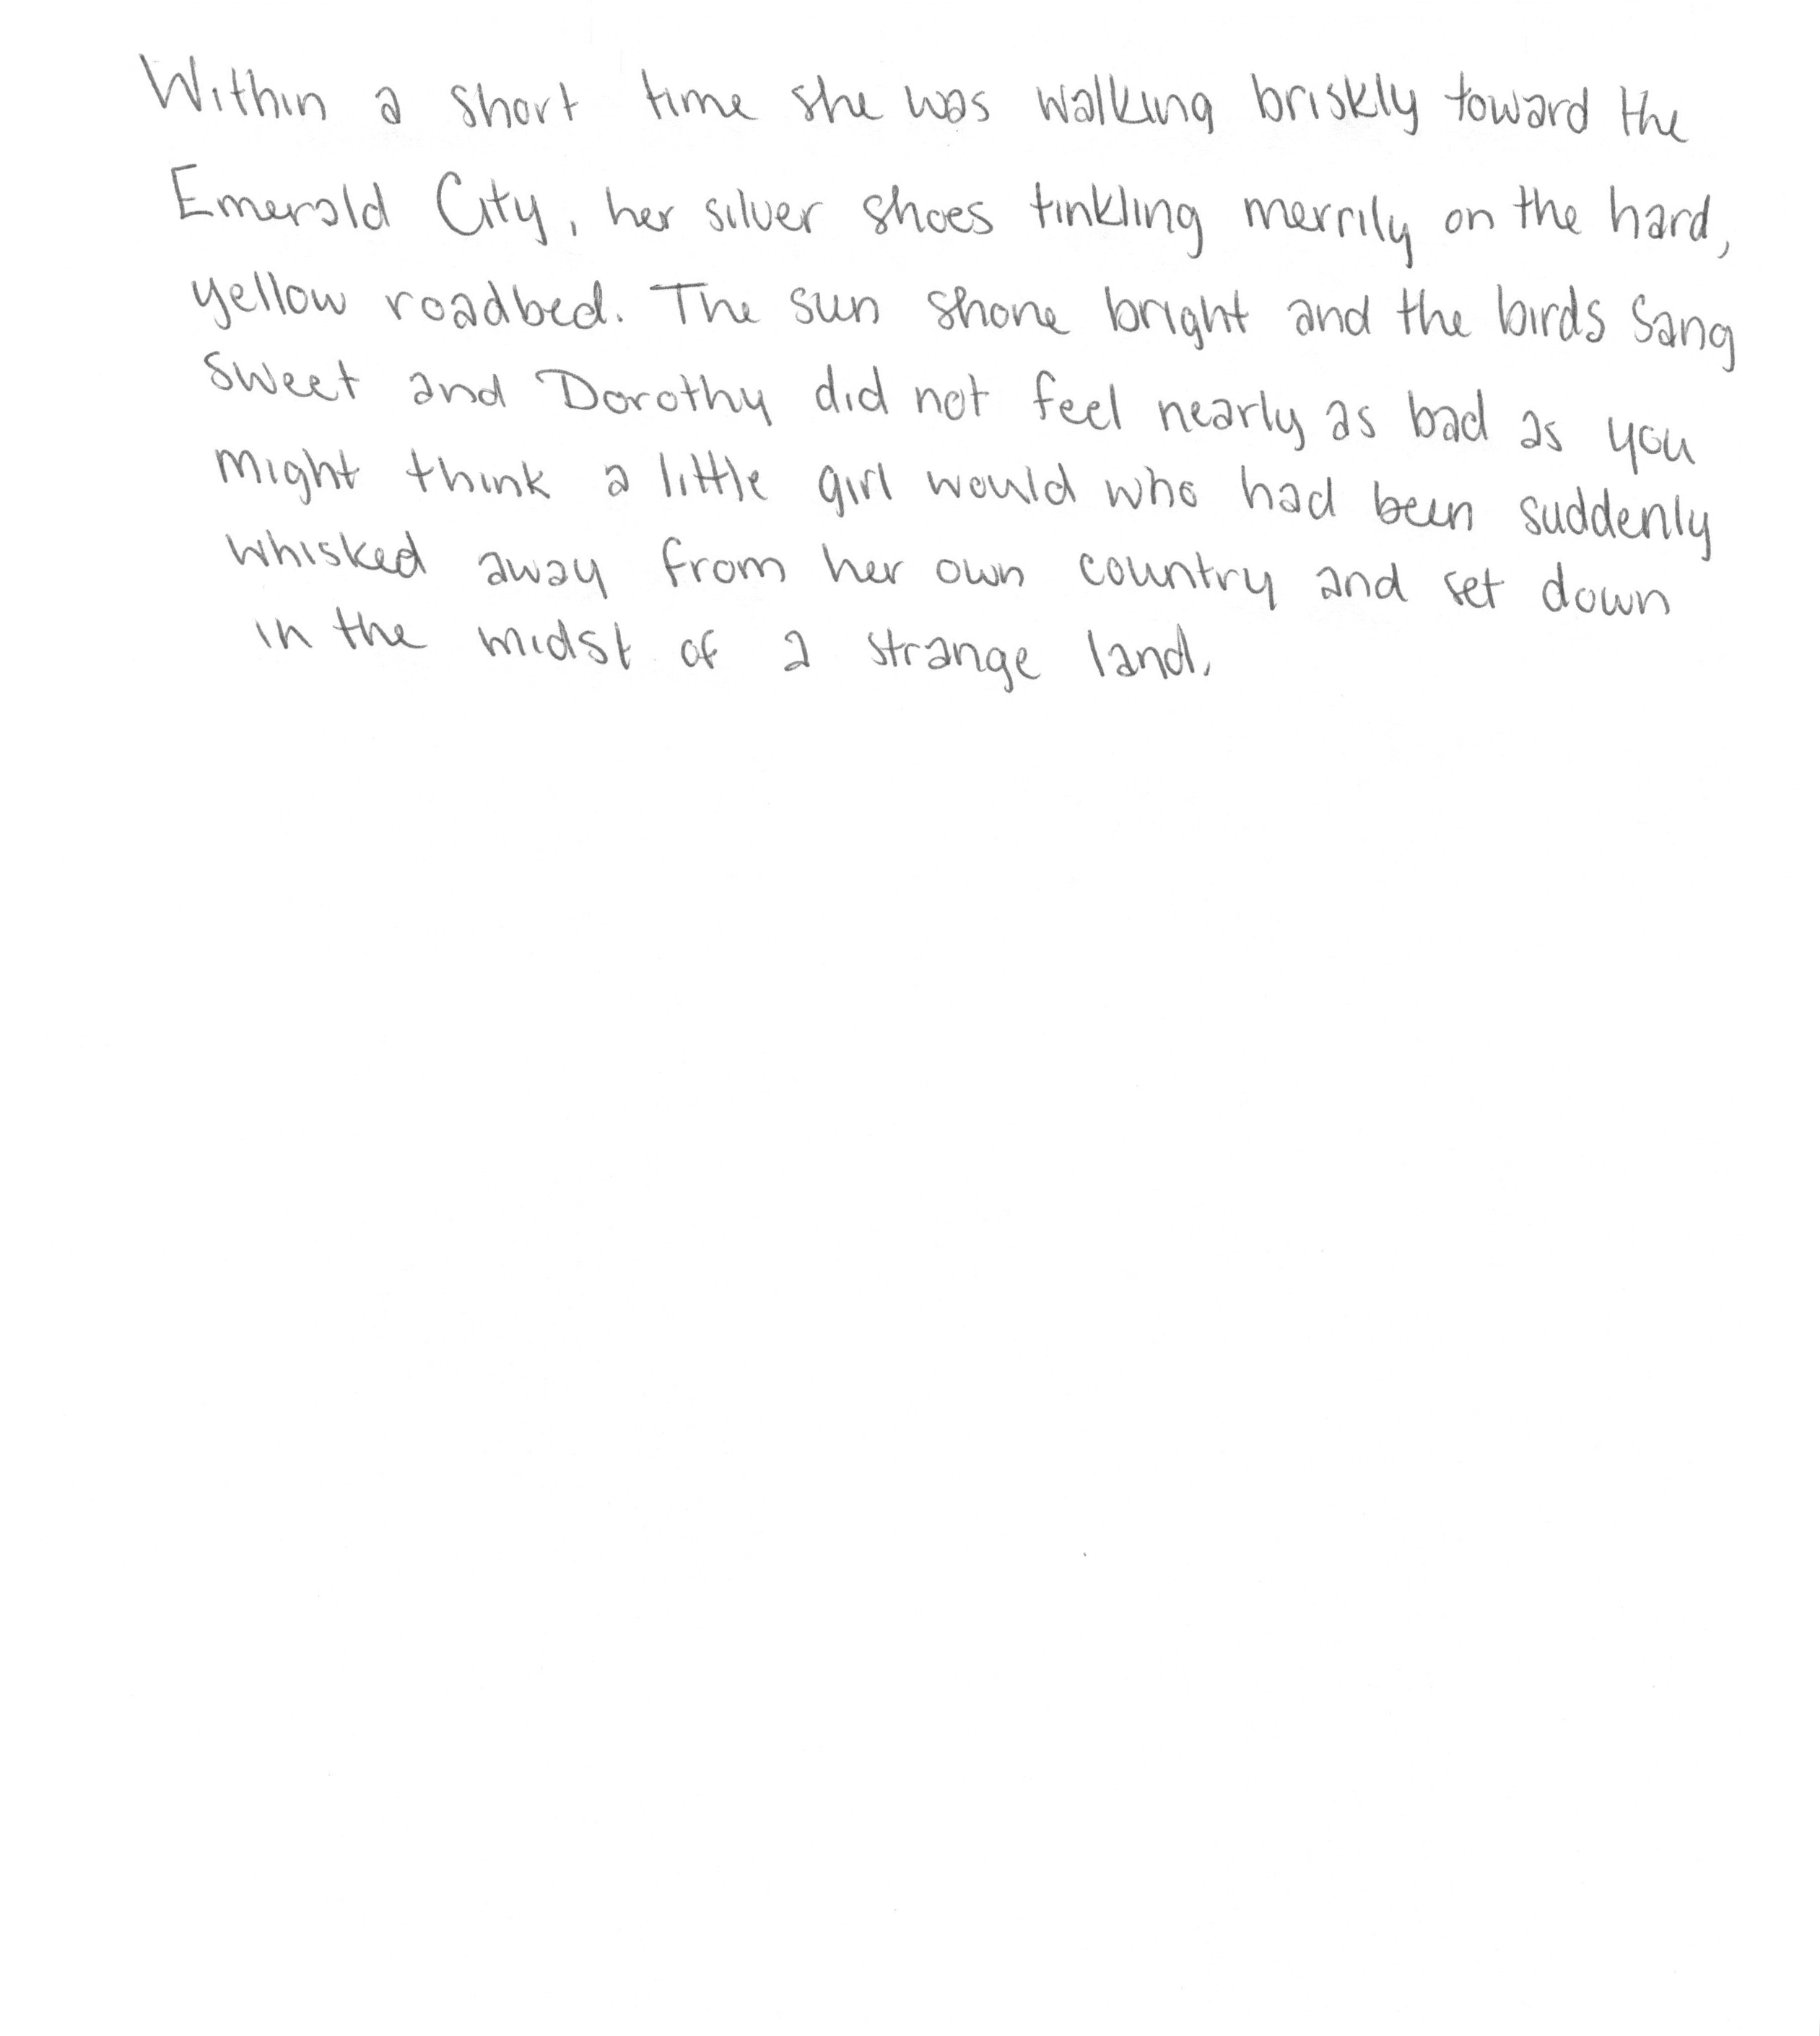 Within a short time she was walking briskly toward the
Emerald City, her silver shoes tinkling merrily on the hard,
yellow roadbed. The sun shone bright and the birds sang
sweet and Dorothy did not feel nearly as bad as you
might think a little girl would who had been suddenly
whisked away from her own country and set down
in the midst of a strange land.